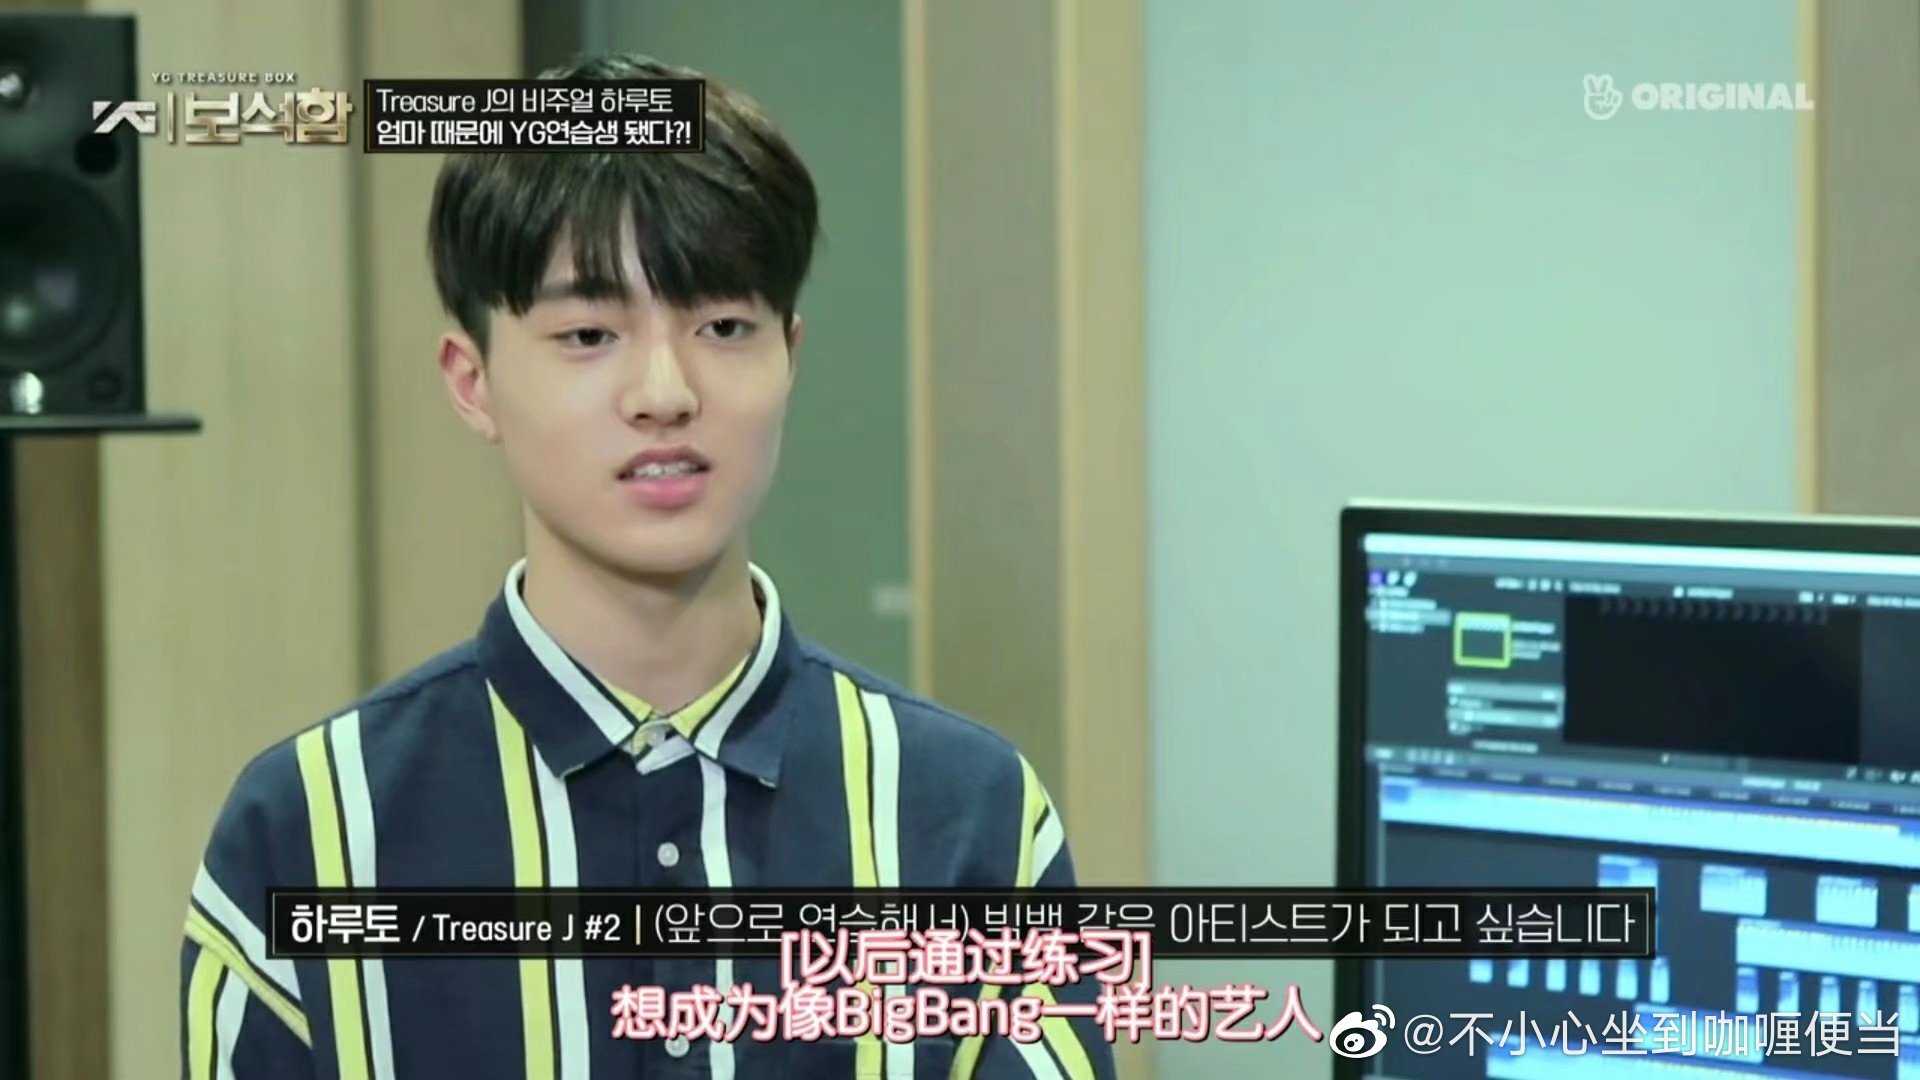 YG TREASURE BOX
YG 보석함
Treasure J의 비주얼 하루토
엄마 때문에 YG연습생 됐다?!
ORIGINAL
하루토 / Treasure J #2 | (앞으로 연습해서) 빅뱅 같은 아티스트가 되고 싶습니다
[以后通过练习]
想成为像BigBang一样的艺人
@不小心坐到咖喱便当